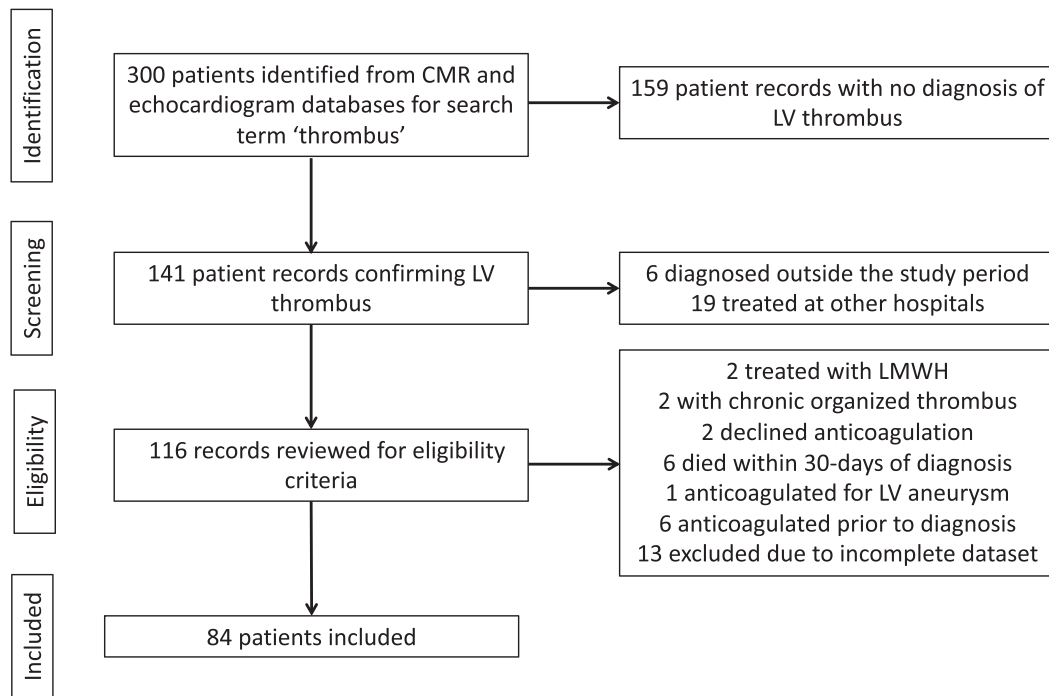 Identification
300 patients identified from CMR and
echocardiogram databases for search
term ‘thrombus’
159 patient records with no diagnosis of
LV thrombus
Screening
141 patient records confirming LV
thrombus
6 diagnosed outside the study period
19 treated at other hospitals
Eligibility
116 records reviewed for eligibility
criteria
2 treated with LMWH
2 with chronic organized thrombus
2 declined anticoagulation
6 died within 30-days of diagnosis
1 anticoagulated for LV aneurysm
6 anticoagulated prior to diagnosis
13 excluded due to incomplete dataset
Included
84 patients included